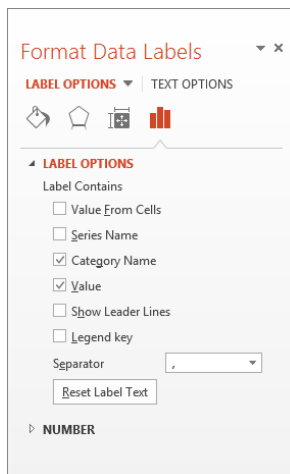 Format Data Labels
LABEL OPTIONS TEXT OPTIONS
LABEL OPTIONS
Label Contains
Value From Cells
Series Name
Category Name
Value
Show Leader Lines
Legend key
Separator ,
Reset Label Text
NUMBER